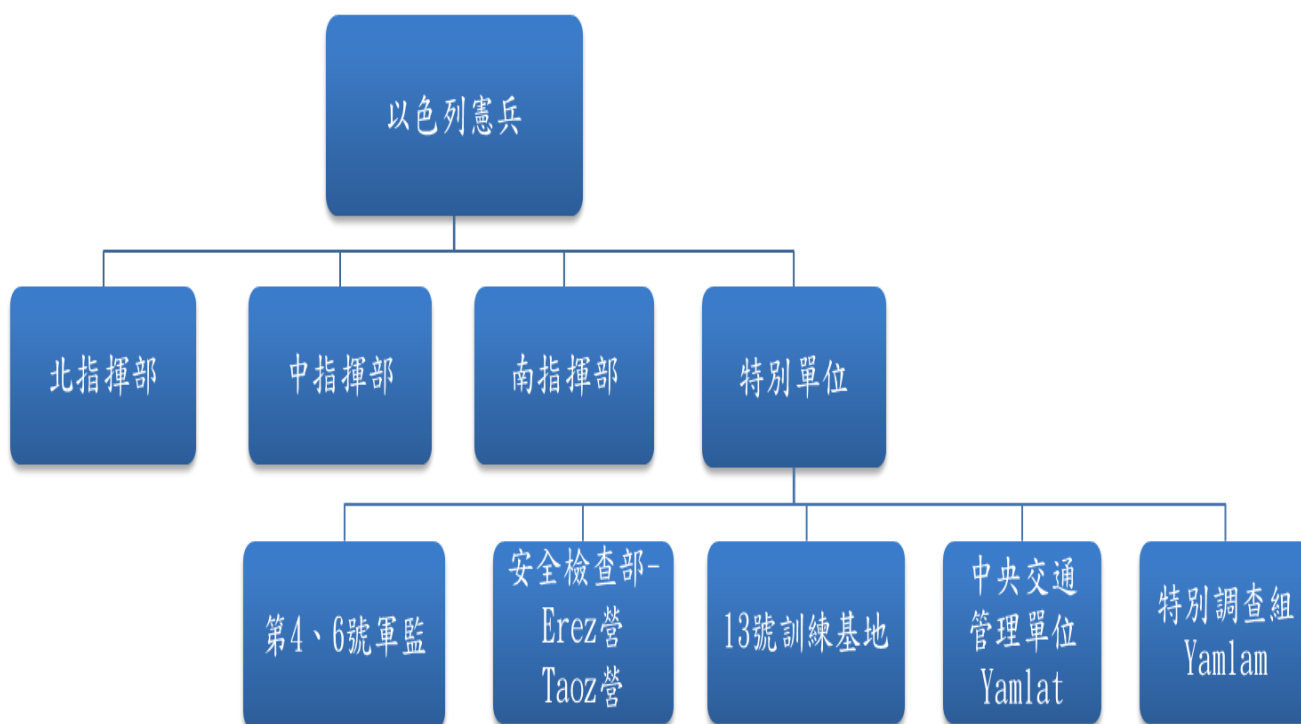 以色列憲兵
北指揮部
中指揮部
南指揮部
特別單位
第4、6號軍監
安全檢查部-
Erez營
Taoz營
13號訓練基地
中央交通
管理單位
Yamlat
特別調查組
Yamlam